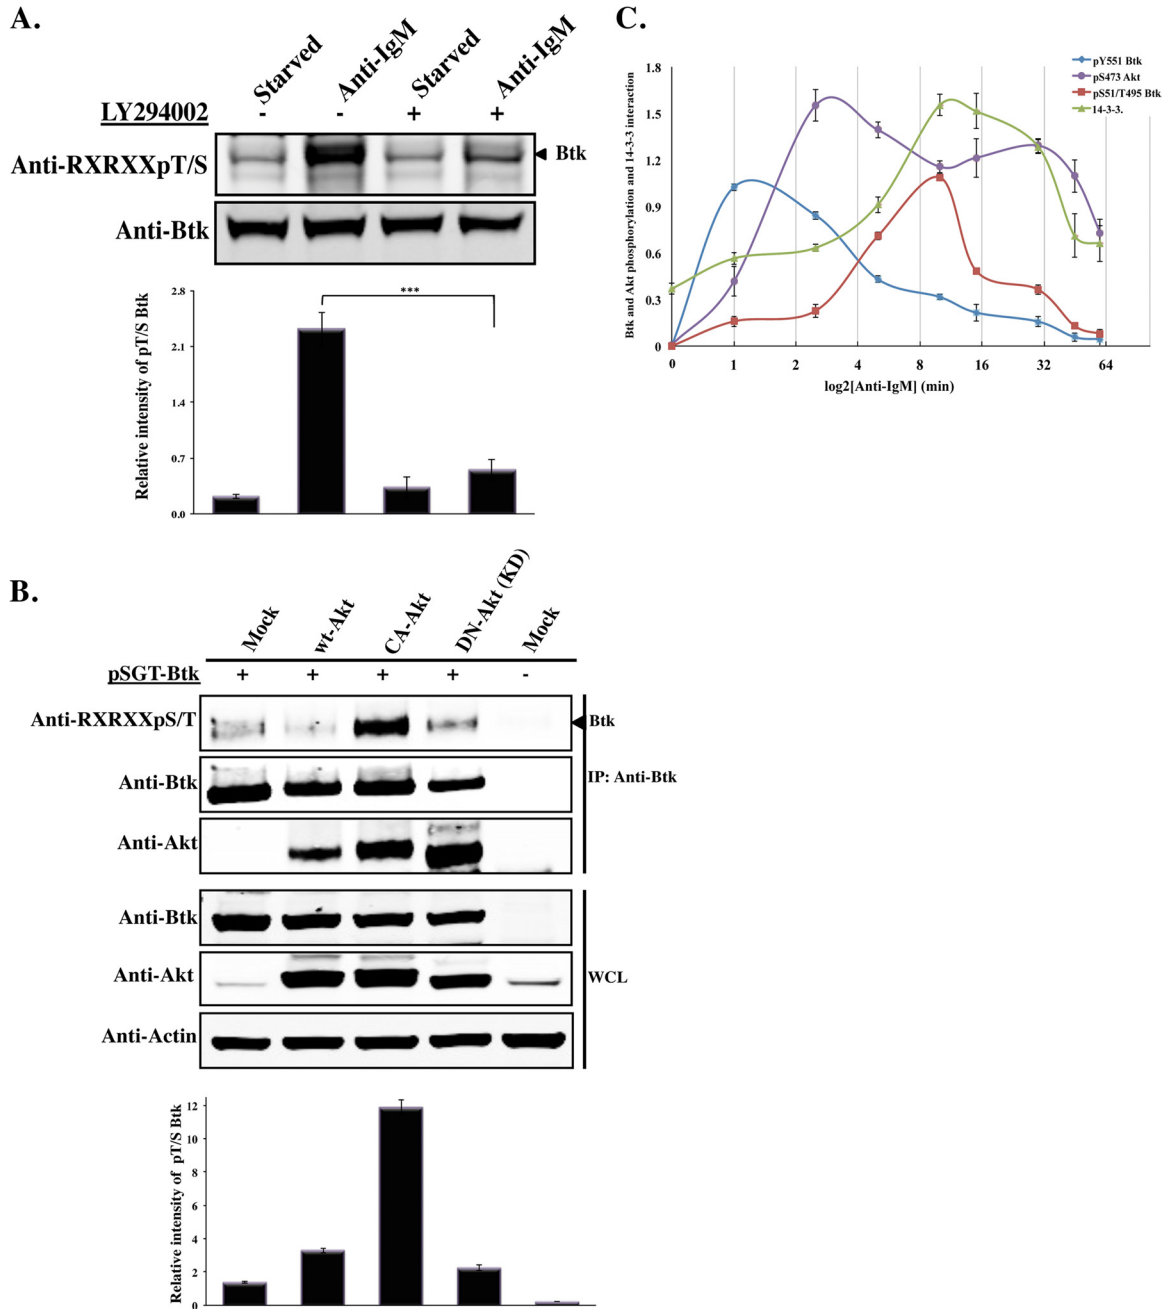 A.
Starved
Anti-IgM
Starved
Anti-IgM
LY294002
- - + +
Anti-RXRXXpT/S
Btk
Anti-Btk
***
2.8
2.1
1.4
0.7
0.0
Relative intensity of pT/S Btk
B.
Mock
wt-Akt
CA-Akt
DN-Akt (KD)
Mock
pSGT-Btk
+ + + + -
Anti-RXRXXpS/T
Btk
Anti-Btk
IP: Anti-Btk
Anti-Akt
Anti-Btk
Anti-Akt
WCL
Anti-Actin
12
10
8
6
4
2
0
Relative intensity of pT/S Btk
C.
pY551 Btk
pS473 Akt
pS51/T495 Btk
14-3-3.
1.8
1.5
1.2
0.9
0.6
0.3
0
Btk and Akt phosphorylation and 14-3-3 interaction
0 1 2 4 8 16 32 64
log2[Anti-IgM] (min)